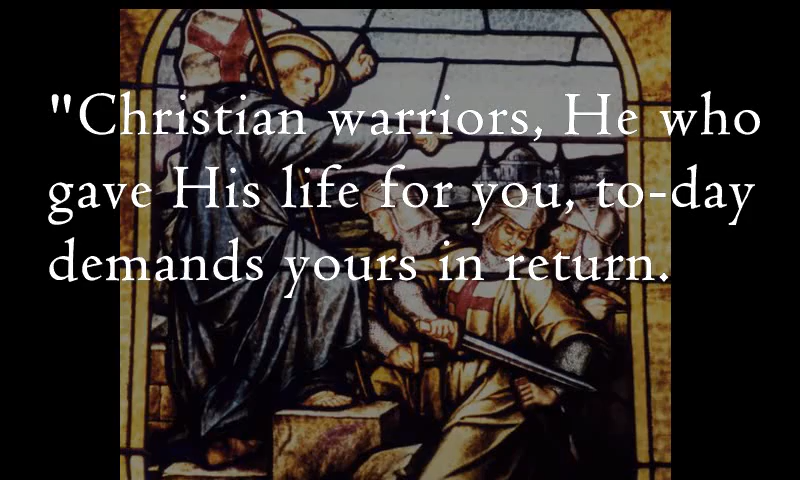 "Christian warriors, He who
gave His life for you, to-day
demands yours in return.